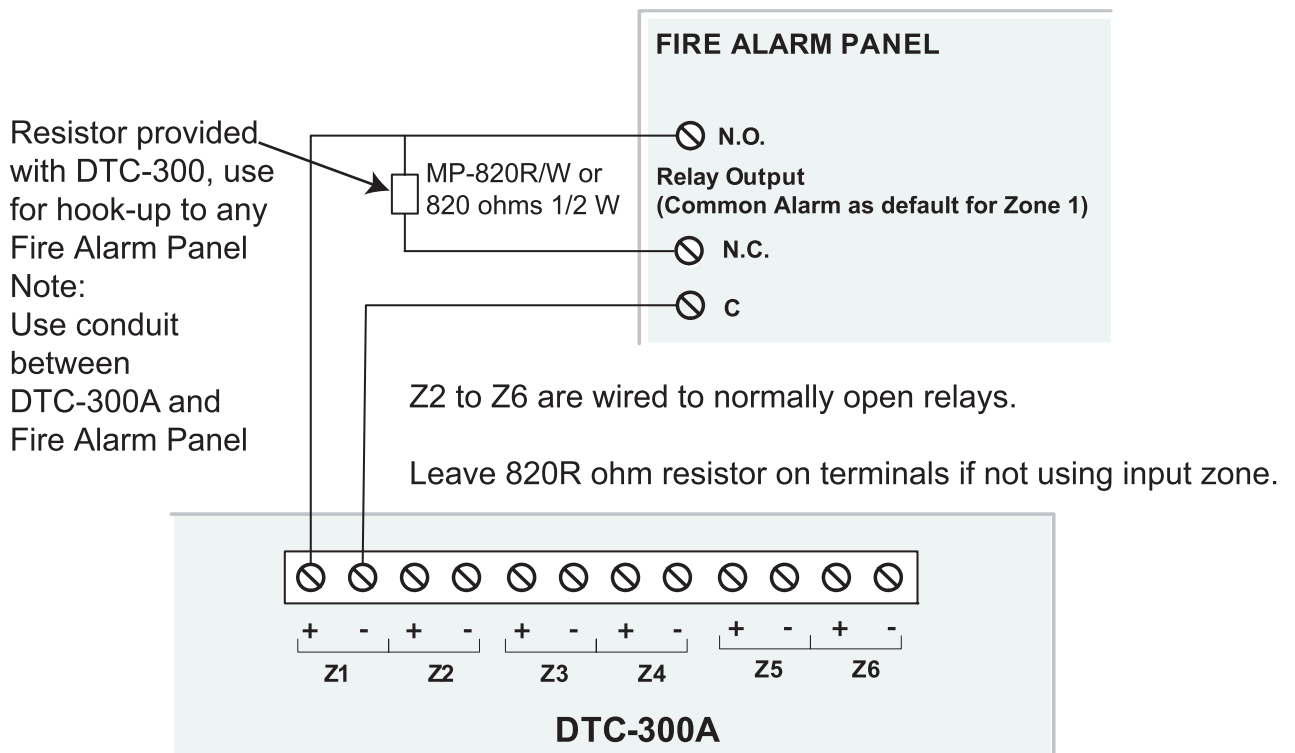 FIRE ALARM PANEL
Resistor provided
with DTC-300, use
for hook-up to any
Fire Alarm Panel
Note:
Use conduit
between
DTC-300A and
Fire Alarm Panel
MP-820R/W or
820 ohms 1/2 W
N.O.
Relay Output
(Common Alarm as default for Zone 1)
N.C.
C
Z2 to Z6 are wired to normally open relays.
Leave 820R ohm resistor on terminals if not using input zone.
+ - + - + - + - + - + -
Z1 Z2 Z3 Z4 Z5 Z6
DTC-300A